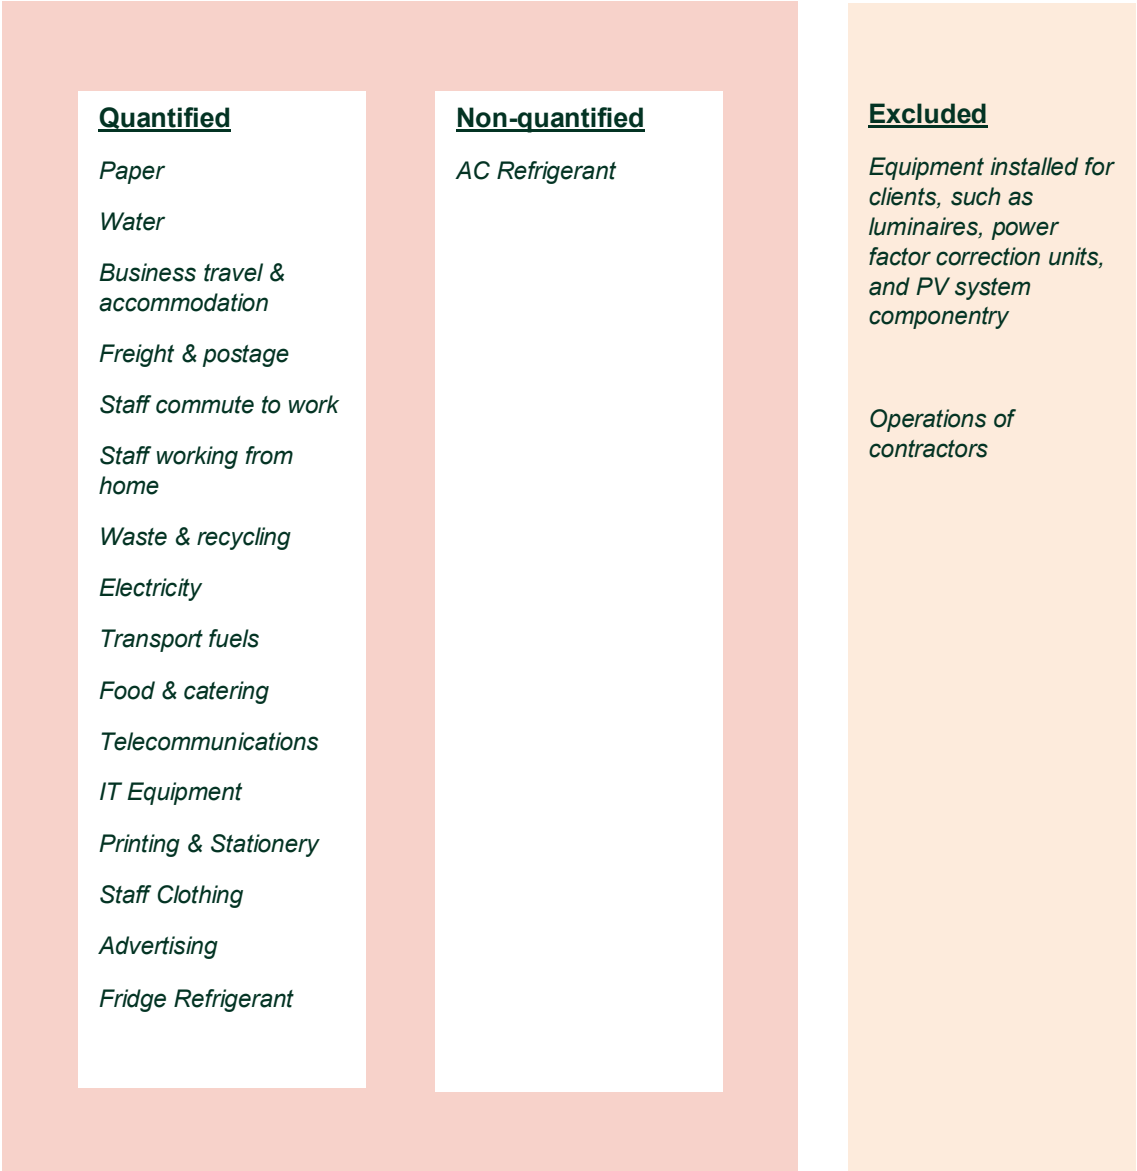 Quantified
Paper
Water
Business travel &
accommodation
Freight & postage
Staff commute to work
Staff working from
home
Waste & recycling
Electricity
Transport fuels
Food & catering
Telecommunications
IT Equipment
Printing & Stationery
Staff Clothing
Advertising
Fridge Refrigerant
Non-quantified
AC Refrigerant
Excluded
Equipment installed for
clients, such as
luminaires, power
factor correction units,
and PV system
componentry
Operations of
contractors